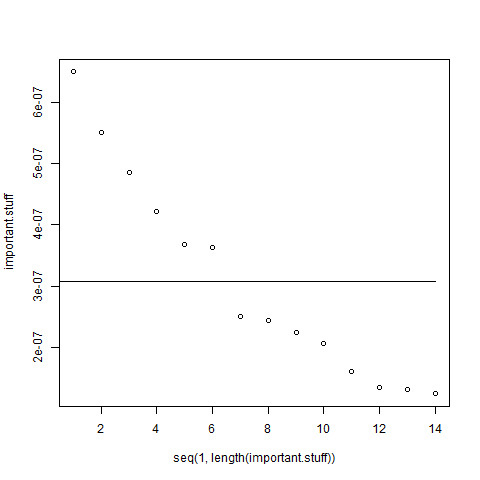 important.stuff
6e-07
5e-07
4e-07
3e-07
2e-07
2 4 6 8 10 12 14
seq(1, length(important.stuff))